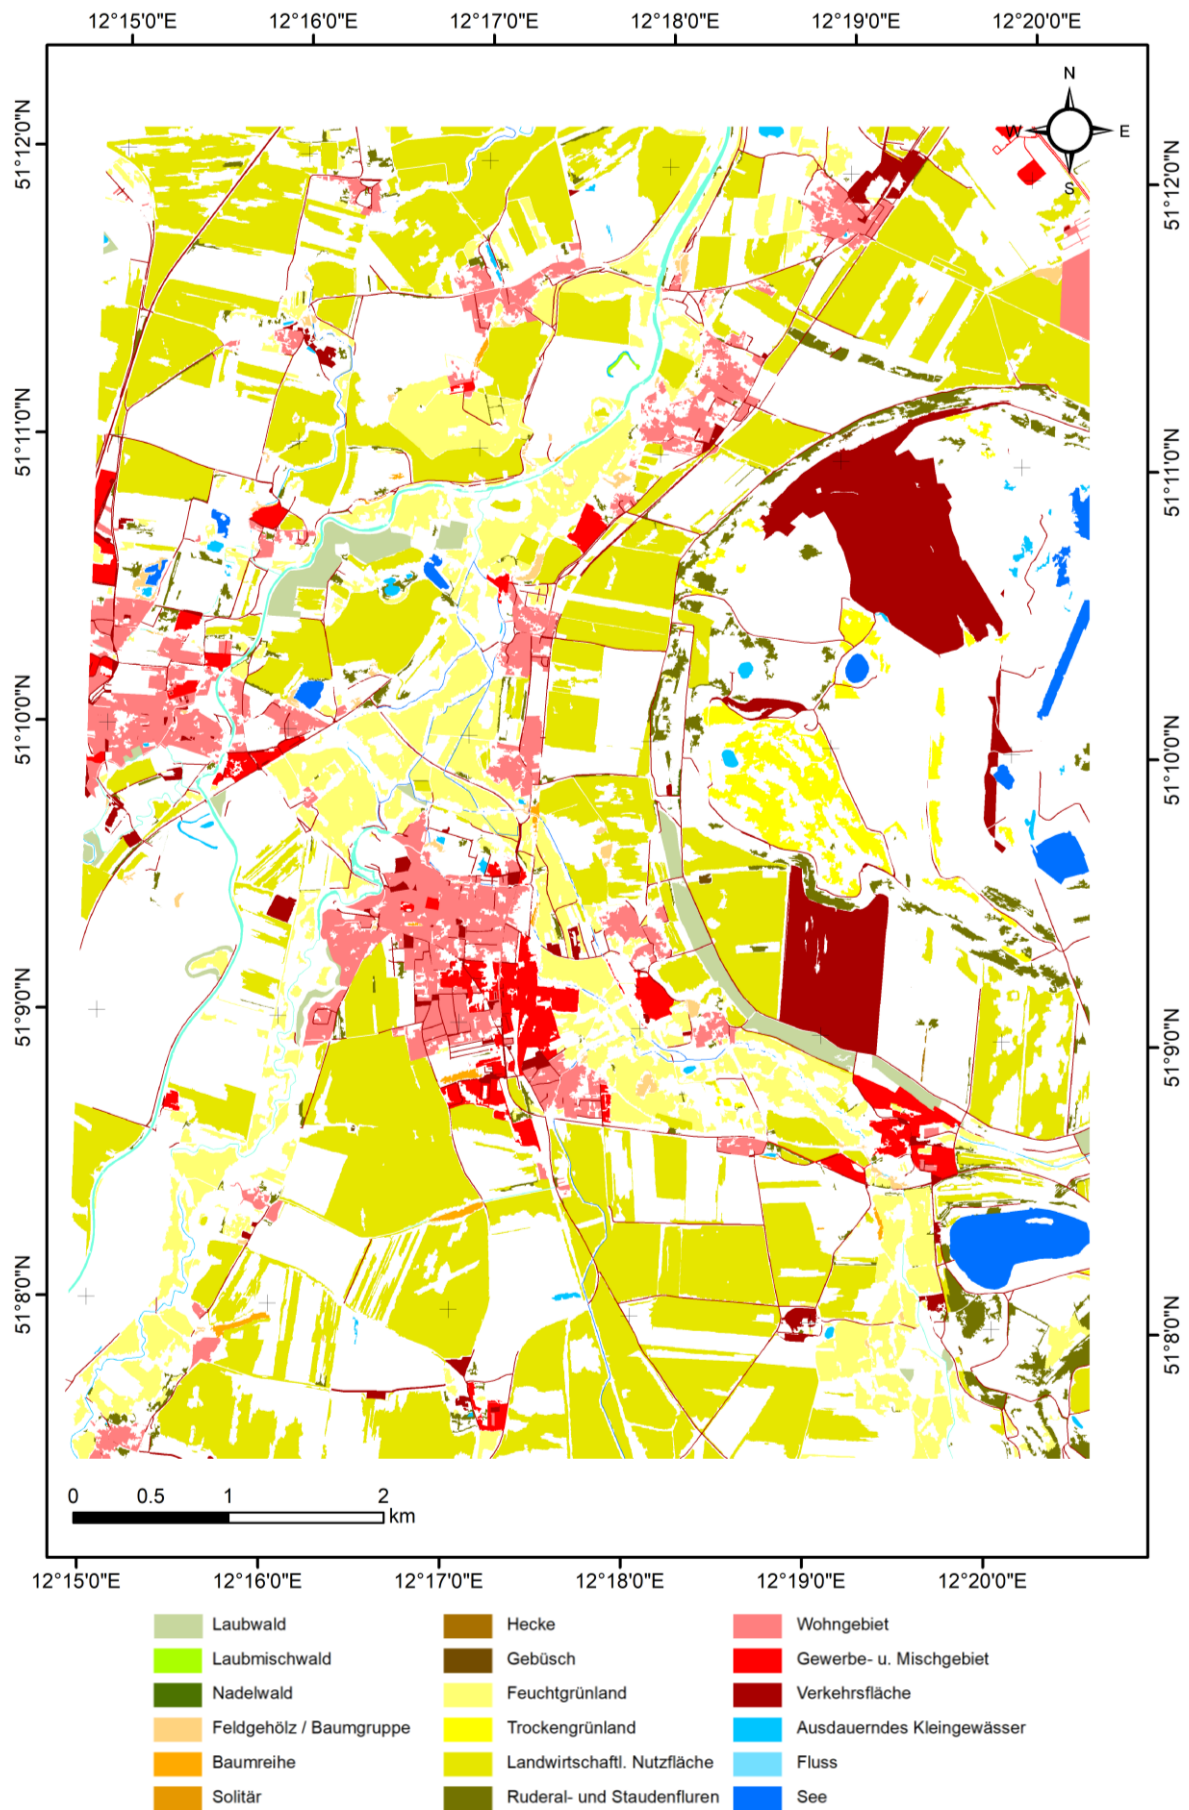 12°15'0"E 12°16'0"E 12°17'0"E 12°18'0"E 12°19'0"E 12°20'0"E
N
W E
S
51°12'0"N
51°12'0"N
51°11'0"N
51°11'0"N
51°10'0"N
51°10'0"N
51°9'0"N
51°9'0"N
51°8'0"N
51°8'0"N
0 0.5 1 2
km
12°15'0"E 12°16'0"E 12°17'0"E 12°18'0"E 12°19'0"E 12°20'0"E
Laubwald
Laubmischwald
Nadelwald
Feldgehölz / Baumgruppe
Baumreihe
Solitär
Hecke
Gebüsch
Feuchtgrünland
Trockengrünland
Landwirtschaftl. Nutzfläche
Ruderal- und Staudenfluren
Wohngebiet
Gewerbe- u. Mischgebiet
Verkehrsfläche
Ausdauerndes Kleingewässer
Fluss
See